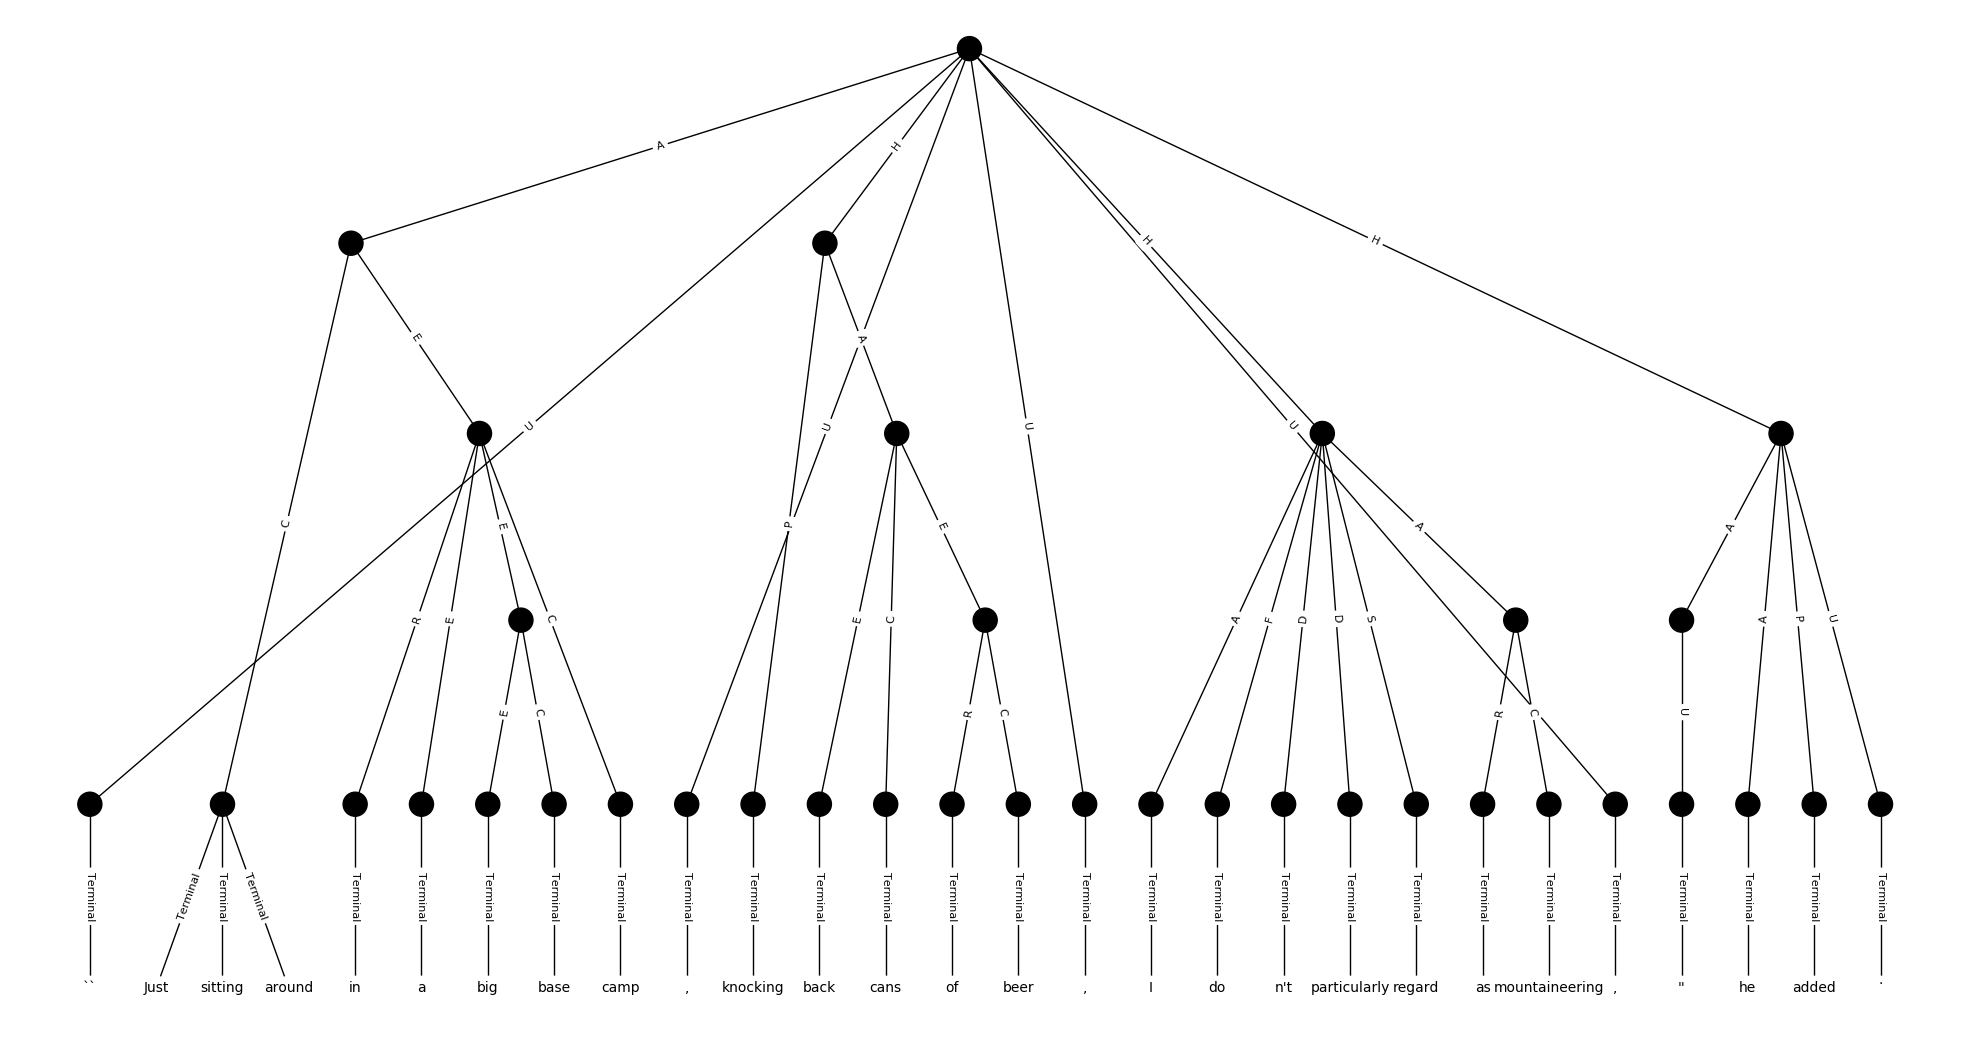 A
H
H
H
E
A
U
U
U
U
C
E
P
E
A
A
R
E
C
E
C
A
F
D
D
S
A
P
U
E
C
R
C
R
C
U
Terminal Terminal Terminal Terminal Terminal Terminal Terminal Terminal Terminal Terminal Terminal Terminal Terminal Terminal Terminal Terminal Terminal Terminal Terminal Terminal Terminal Terminal Terminal Terminal Terminal Terminal Terminal Terminal
`` Just sitting around in a big base camp , knocking back cans of beer , I do n't particularly regard as mountaineering , " he added .